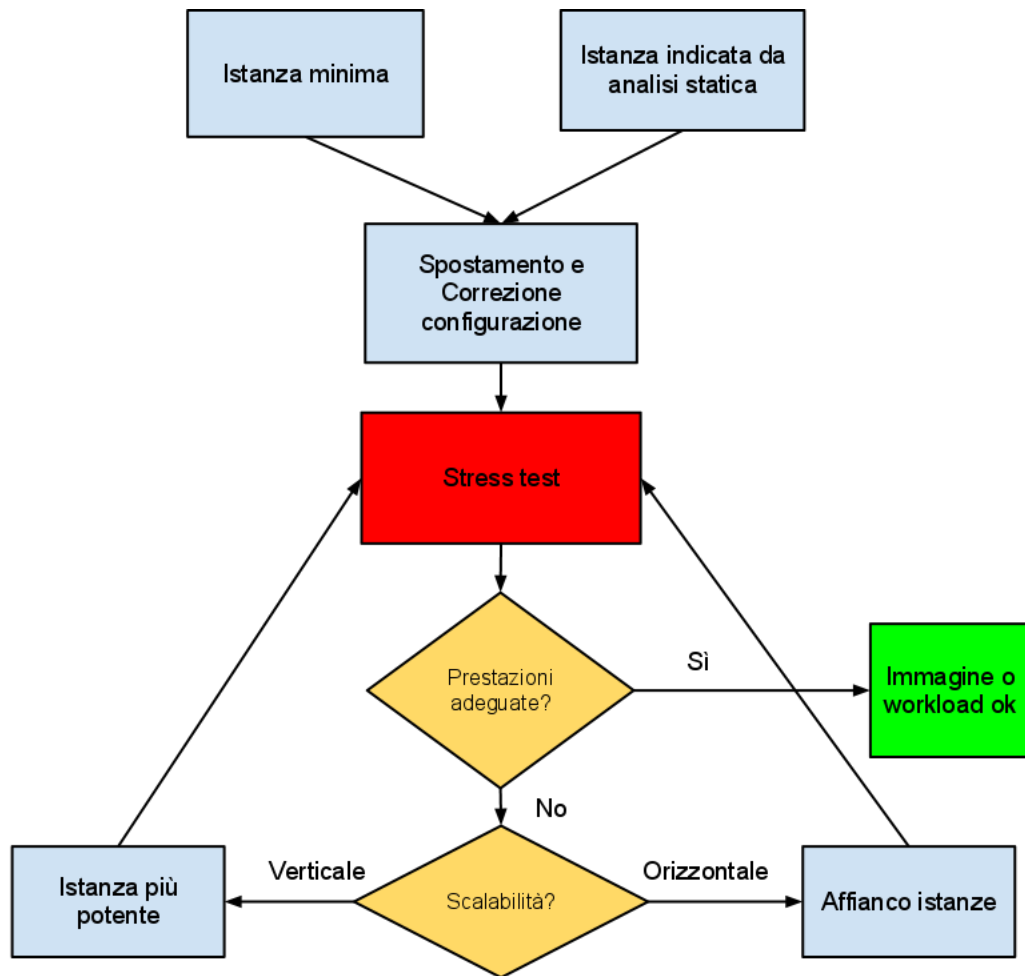 Istanza minima
Istanza indicata da
analisi statica
Spostamento e
Correzione
configurazione
Stress test
Prestazioni
adeguate?
Sì
Immagine o
workload ok
No
Scalabilità?
Verticale
Orizzontale
Istanza più
potente
Affianco istanze